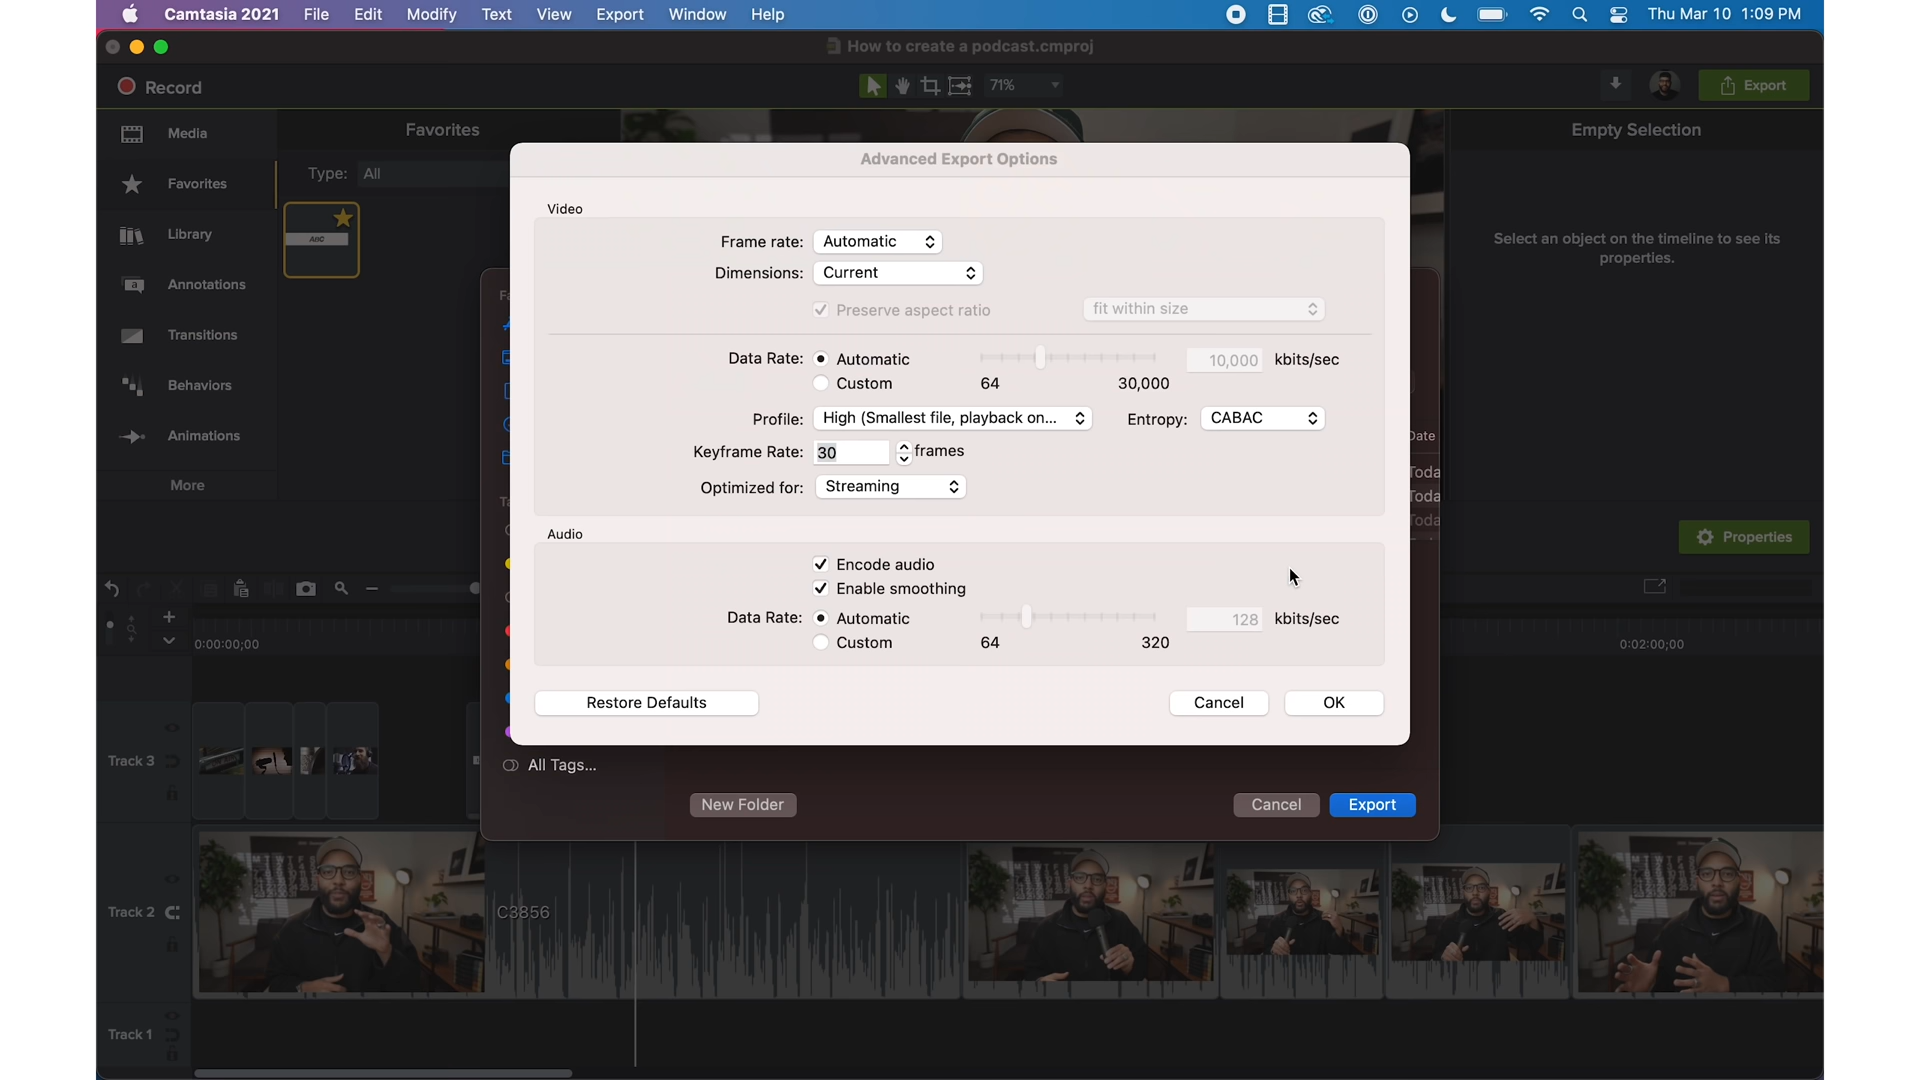 Camtasia 2021 File Edit Modify Text View Export Window Help Thu Mar 10 1:09 PM
How to create a podcast.cmproj
Record 71% Export
Media Favorites Empty Selection
Advanced Export Options
Type: All
Favorites
Video
ABC
Library
Frame rate: Automatic
Select an object on the timeline to see its
properties.
Dimensions: Current
Annotations
Preserve aspect ratio fit within size
Transitions
Data Rate: Automatic 10,000 kbits/sec
Custom 64 30,000
Behaviors
Profile: High (Smallest file, playback on... Entropy: CABAC
Animations
Date
Keyframe Rate: 30 frames
Toda
More
Optimized for: Streaming
Toda
Toda
Audio
Properties
Encode audio
Enable smoothing
Data Rate: Automatic 128 kbits/sec
Custom 64 320
0:00:00;00 0:02:00;00
Restore Defaults Cancel OK
Track 3
All Tags...
New Folder Cancel Export
Track 2 C3856
Track 1